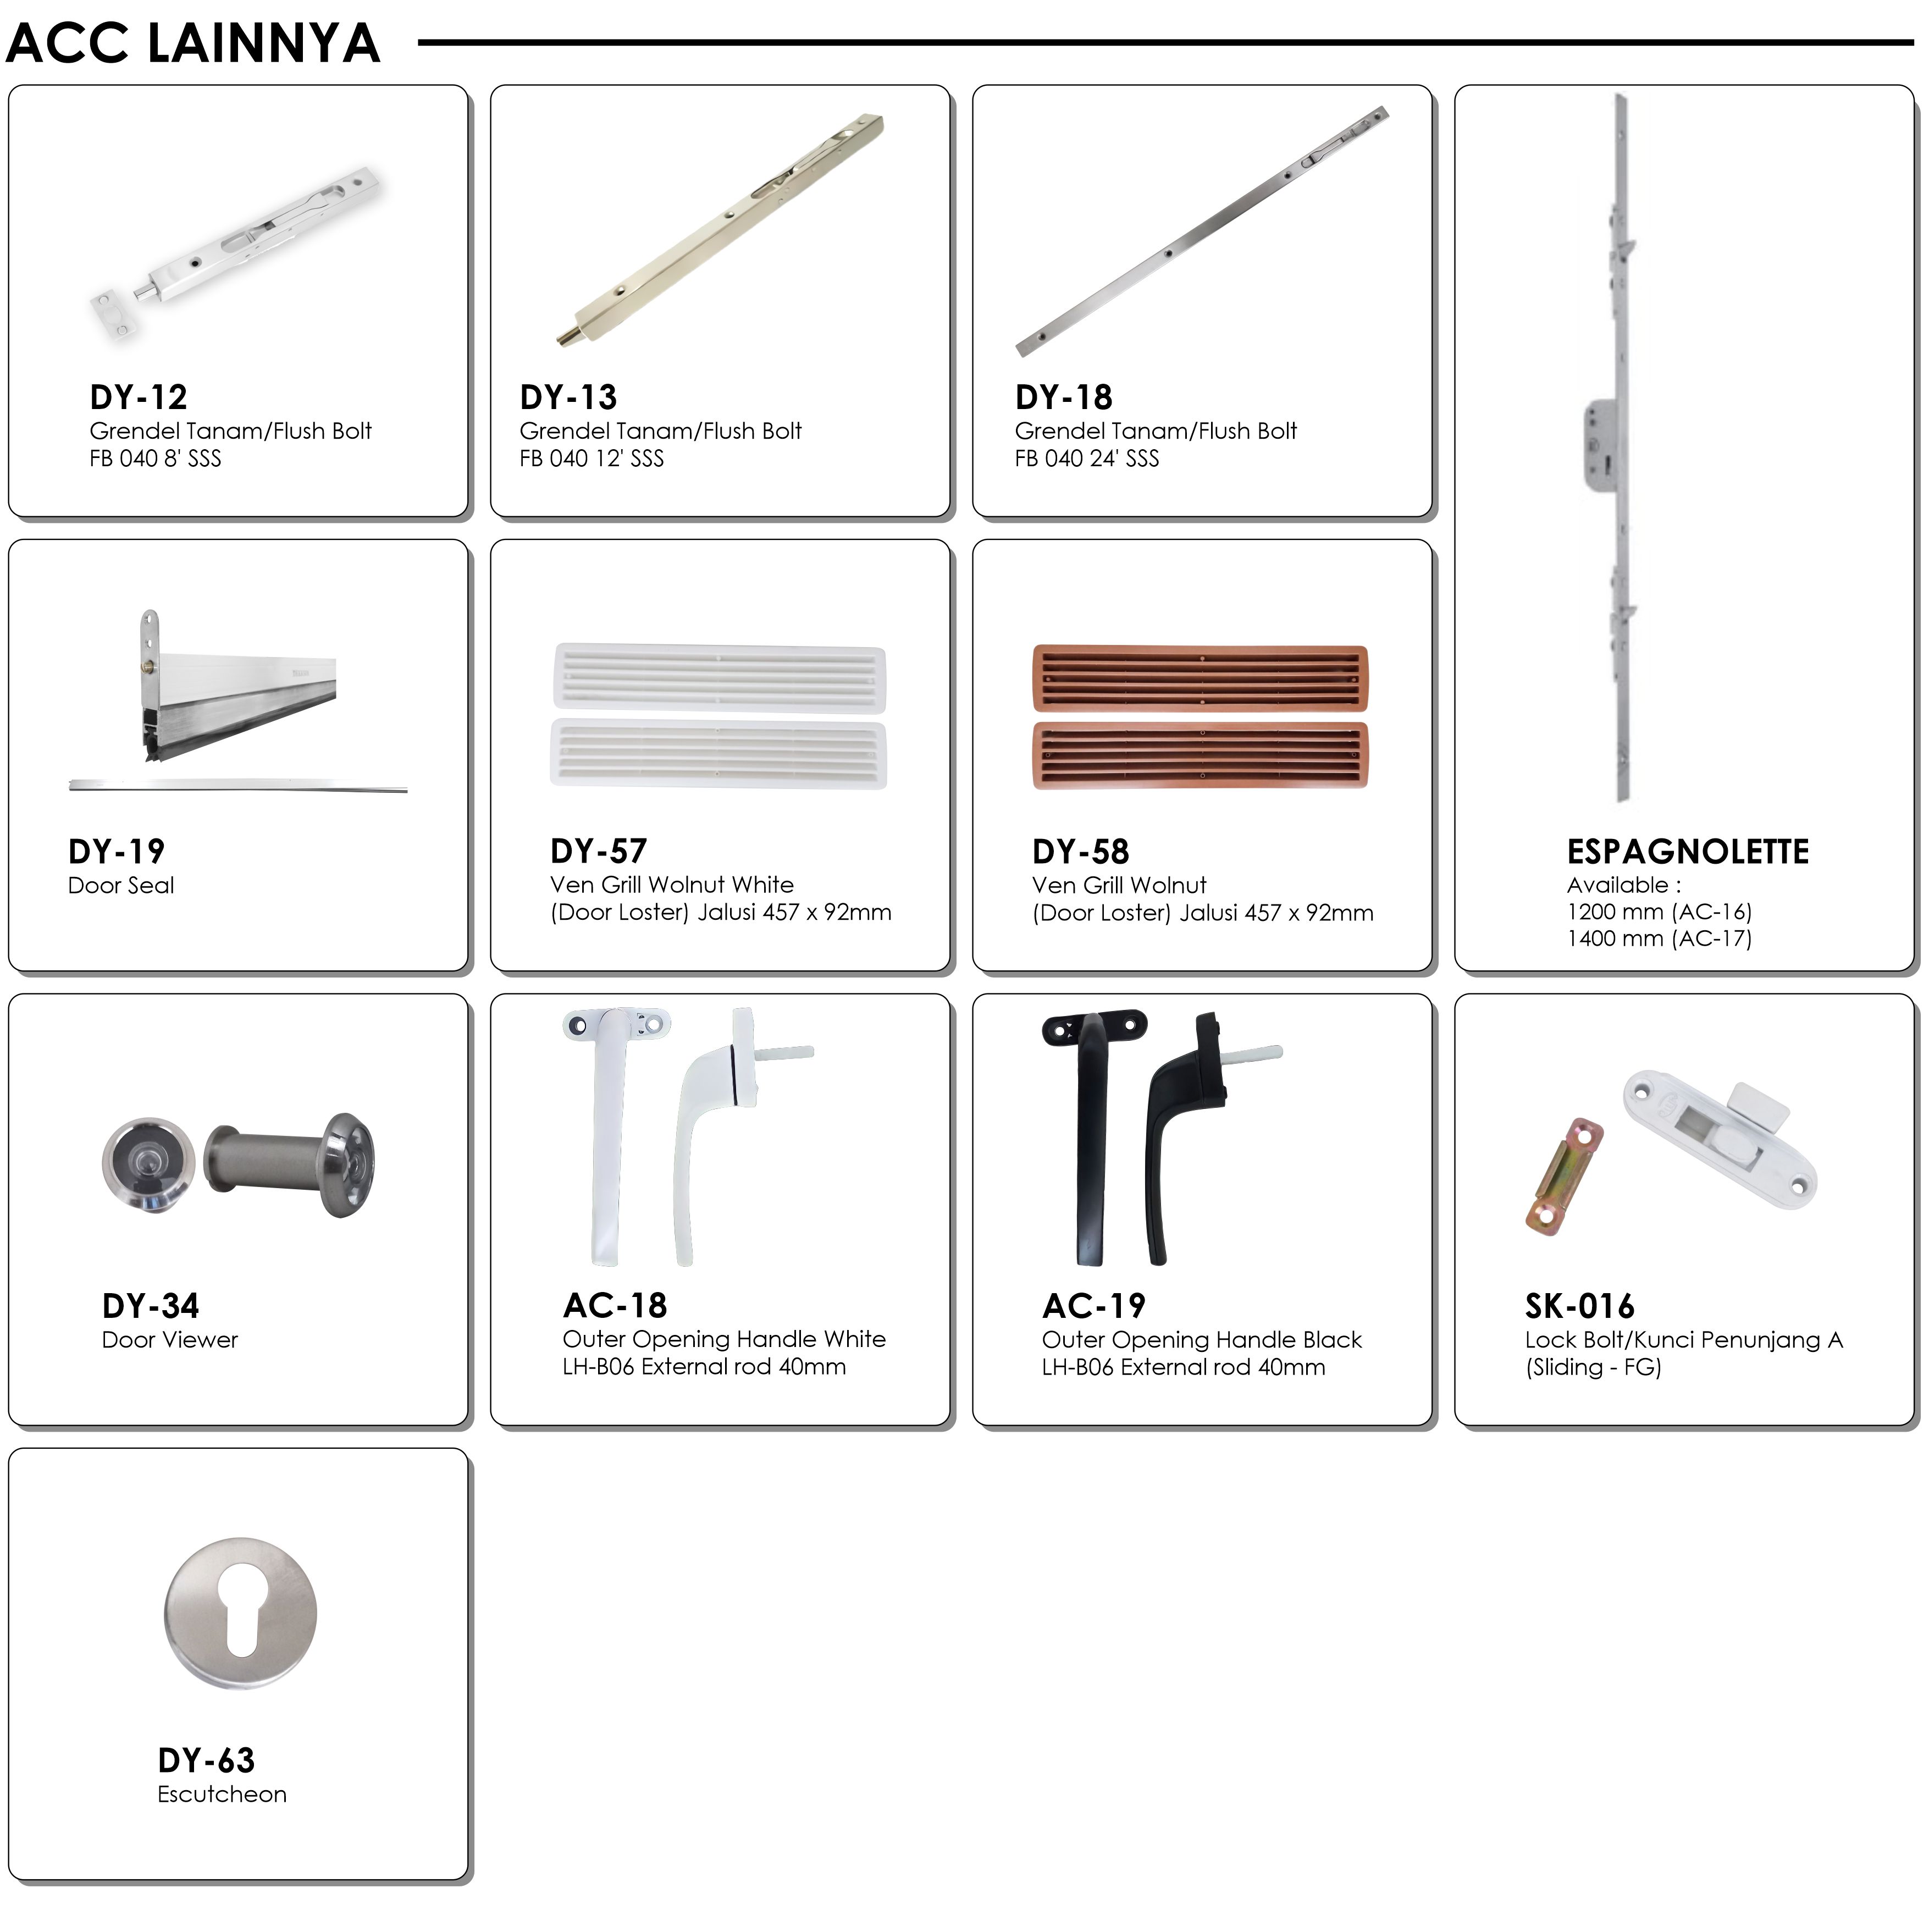 ACC LAINNYA
DY-12
Grendel Tanam/Flush Bolt
FB 040 8' SSS
DY-13
Grendel Tanam/Flush Bolt
FB 040 12' SSS
DY-18
Grendel Tanam/Flush Bolt
FB 040 24' SSS
DY-19
Door Seal
DY-57
Ven Grill Wolnut White
(Door Loster) Jalusi 457 x 92mm
DY-58
Ven Grill Wolnut
(Door Loster) Jalusi 457 x 92mm
ESPAGNOLETTE
Available :
1200 mm (AC-16)
1400 mm (AC-17)
DY-34
Door Viewer
AC-18
Outer Opening Handle White
LH-B06 External rod 40mm
AC-19
Outer Opening Handle Black
LH-B06 External rod 40mm
SK-016
Lock Bolt/Kunci Penunjang A
(Sliding - FG)
DY-63
Escutcheon